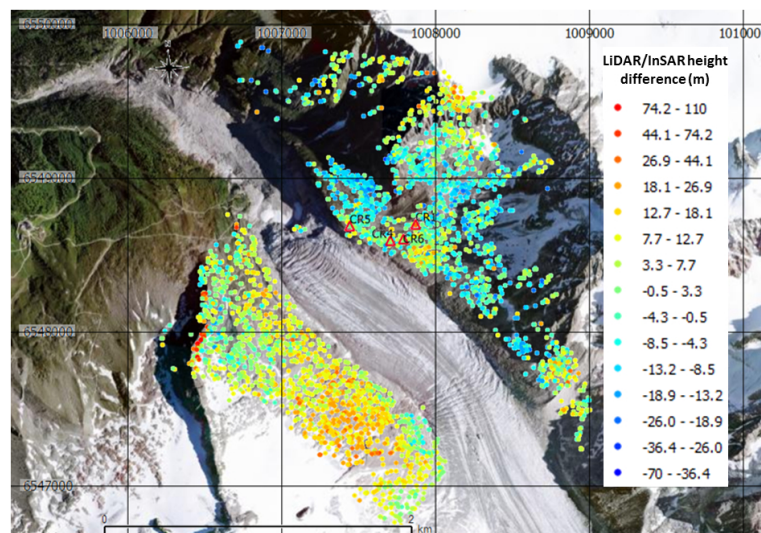 6550000
1006000
1007000
1008000
1009000
101000
LiDAR/InSAR height
difference (m)
74.2 - 110
44.1 - 74.2
26.9 - 44.1
18.1 - 26.9
12.7 - 18.1
7.7 - 12.7
3.3 - 7.7
-0.5 - 3.3
-4.3 - -0.5
-8.5 - -4.3
-13.2 - -8.5
-18.9 - -13.2
-26.0 - -18.9
-36.4 - -26.0
-70 - -36.4
6549000
CR5
CR1
CR4
CR6
6548000
6547000
0
2
km